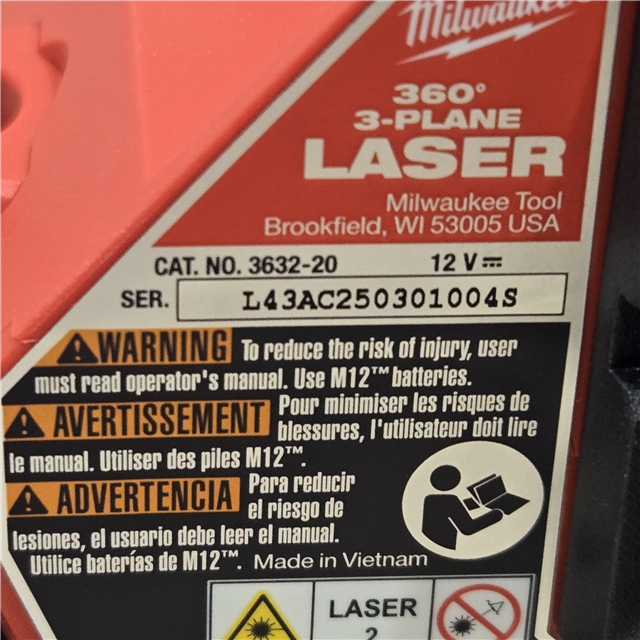 Milwaukee
360°
3-PLANE
LASER
Milwaukee Tool
Brookfield, WI 53005 USA
CAT. NO. 3632-20 12 V⎓
SER. L43AC250301004S
WARNING To reduce the risk of injury, user
must read operator's manual. Use M12™ batteries.
AVERTISSEMENT Pour minimiser les risques de
blessures, l'utilisateur doit lire
le manual. Utiliser des piles M12™.
ADVERTENCIA Para reducir
el riesgo de
lesiones, el usuario debe leer el manual.
Utilice baterías de M12™. Made in Vietnam
LASER
2